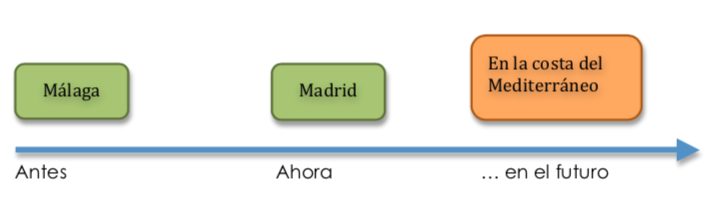 Málaga
Madrid
En la costa del
Mediterráneo
Antes
Ahora
... en el futuro